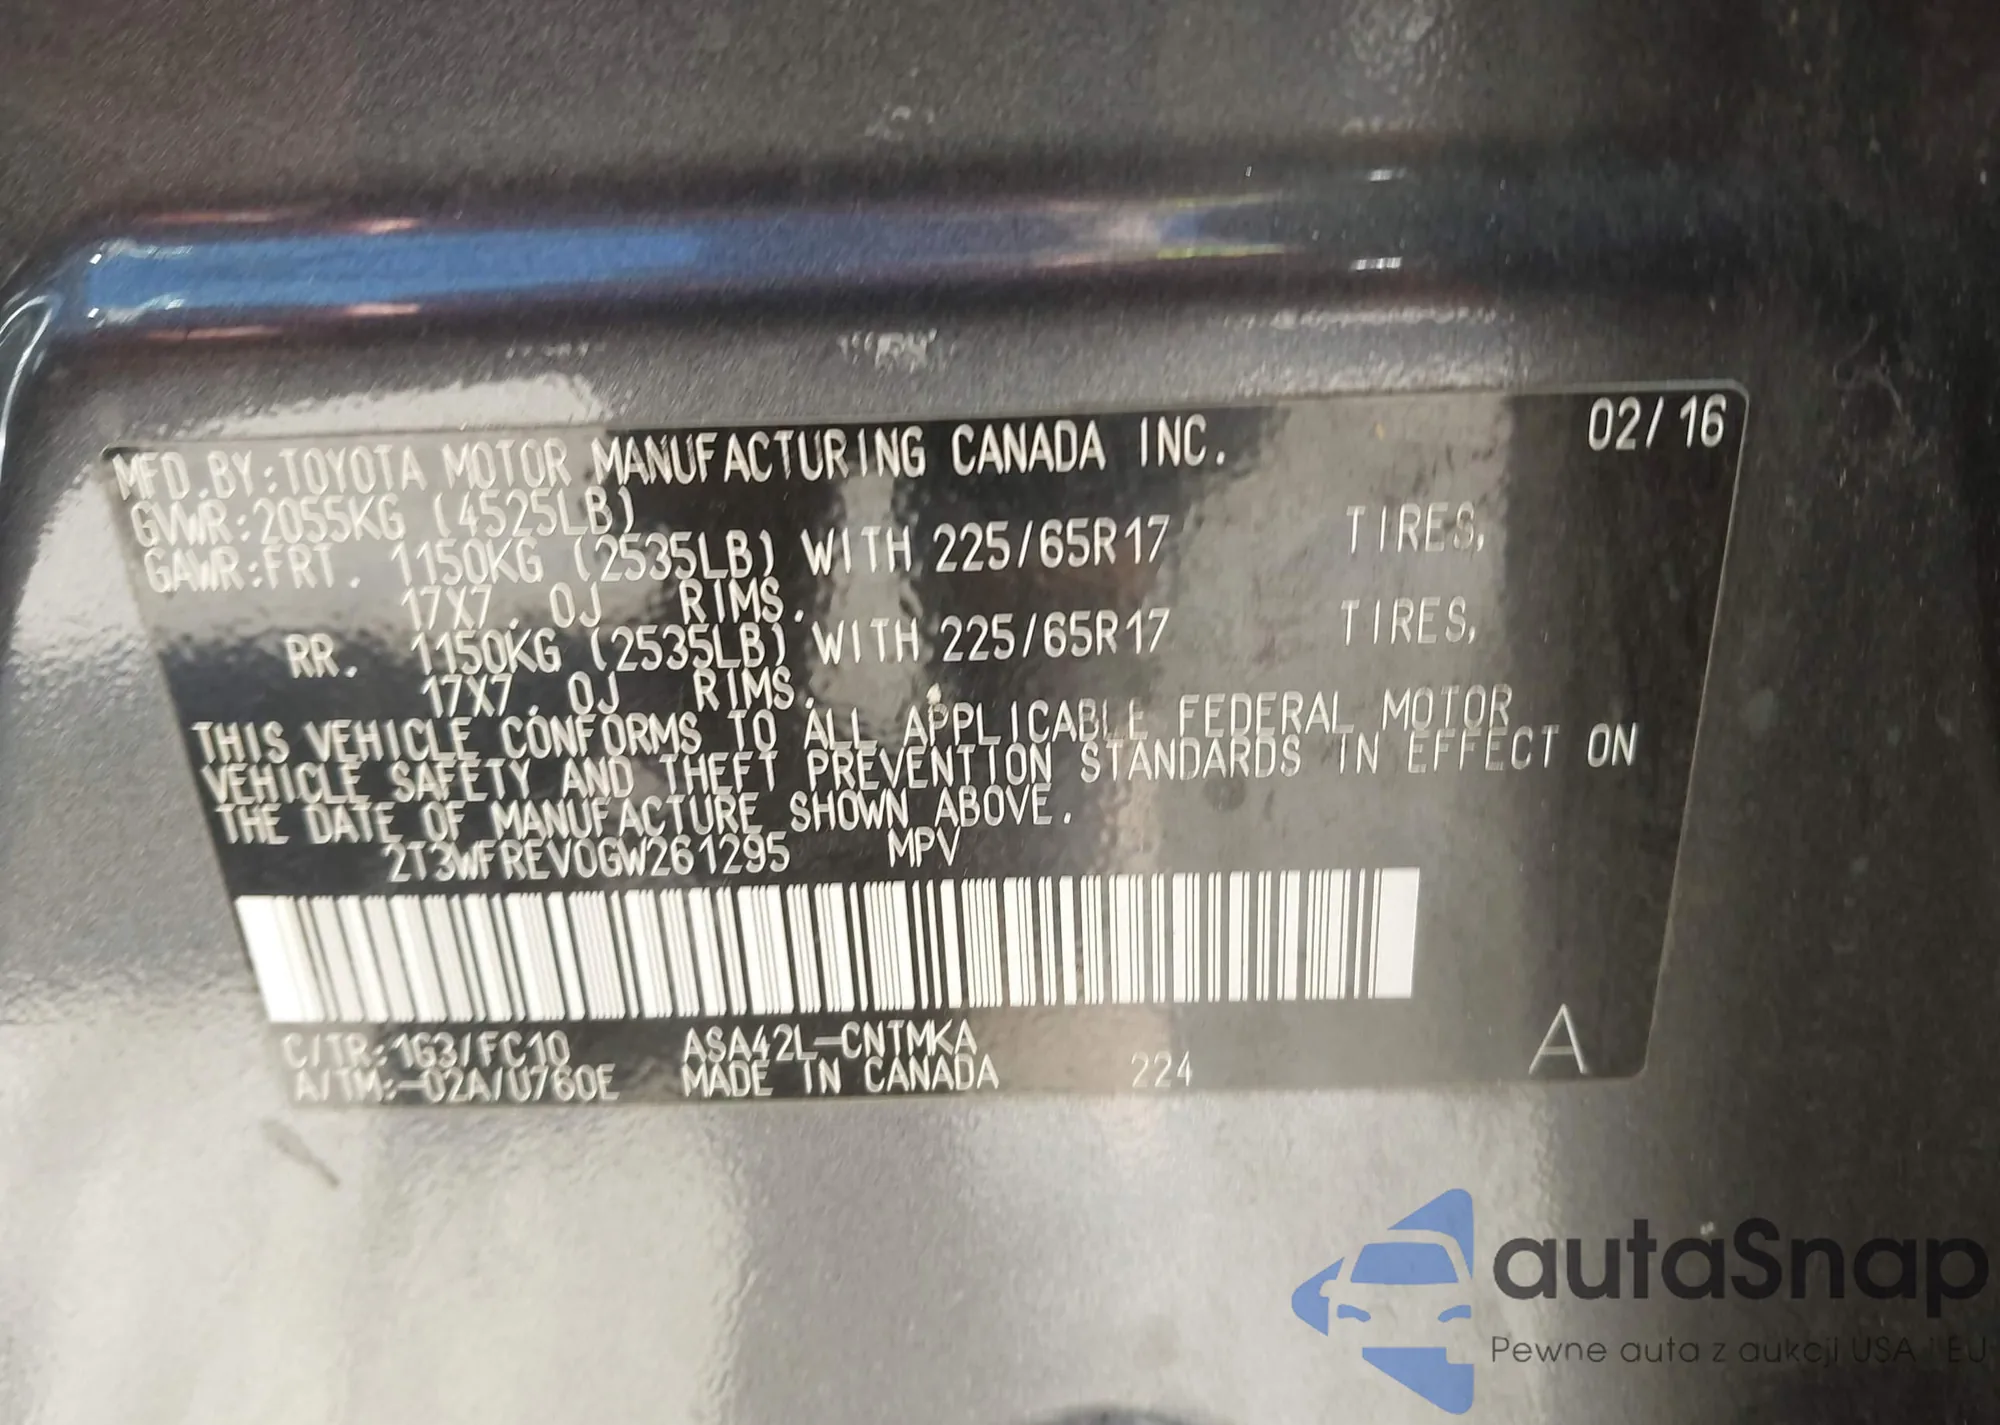 MFD.BY:TOYOTA MOTOR MANUFACTURING CANADA INC. 02/16
GVWR:2055KG (4525LB)
GAWR:FRT. 1150KG (2535LB) WITH 225/65R17 TIRES,
17X7.0J RIMS.
RR. 1150KG (2535LB) WITH 225/65R17 TIRES,
17X7.0J RIMS.
THIS VEHICLE CONFORMS TO ALL APPLICABLE FEDERAL MOTOR
VEHICLE SAFETY AND THEFT PREVENTION STANDARDS IN EFFECT ON
THE DATE OF MANUFACTURE SHOWN ABOVE.
2T3WFREV0GW261295 MPV
C/TR:1G3/FC10 ASA42L-CNTMKA
A/TM:-02A/U760E MADE IN CANADA 224 A
autaSnap
Pewne auta z aukcji USA i EU